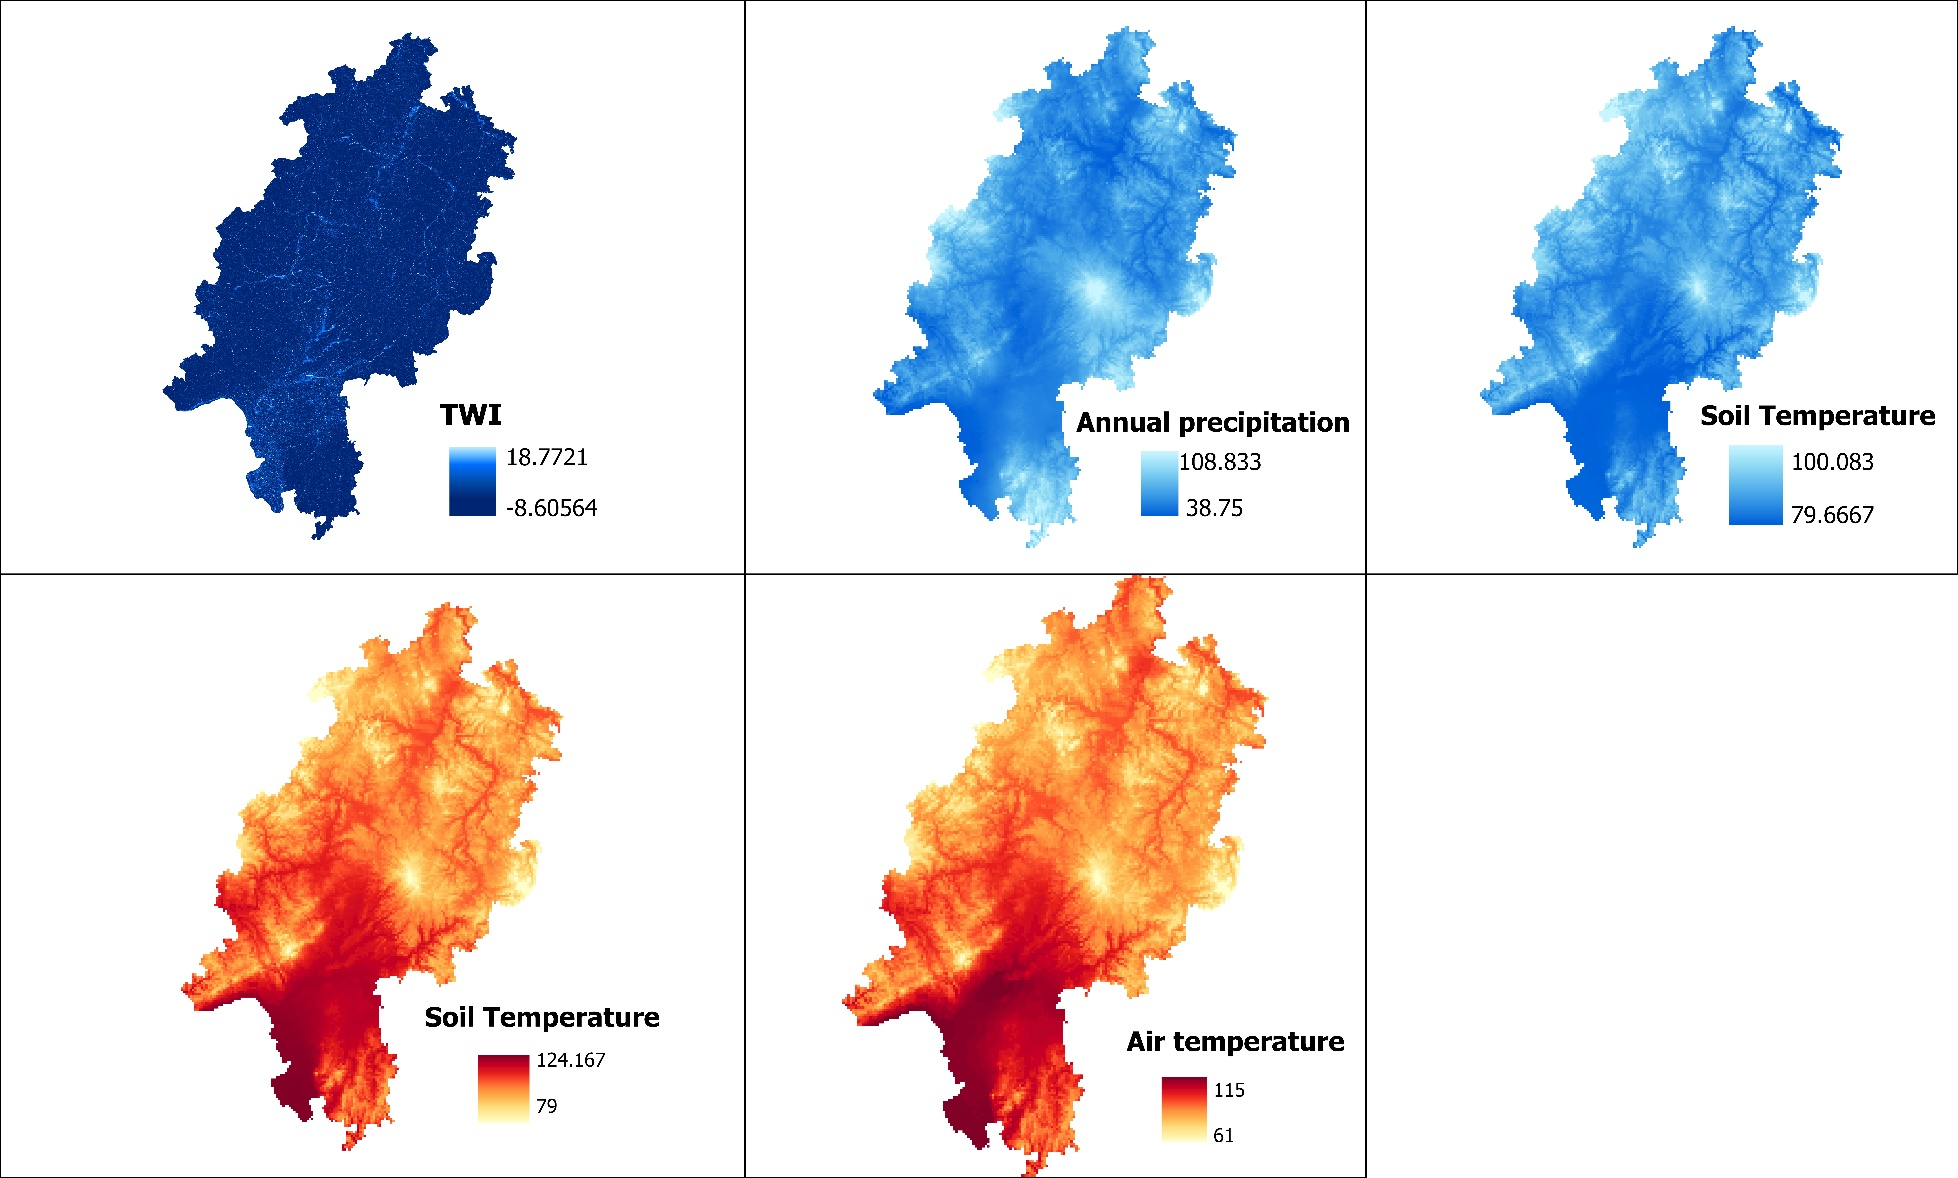 TWI
18.7721
-8.60564
Annual precipitation
108.833
38.75
Soil Temperature
100.083
79.6667
Soil Temperature
124.167
79
Air temperature
115
61